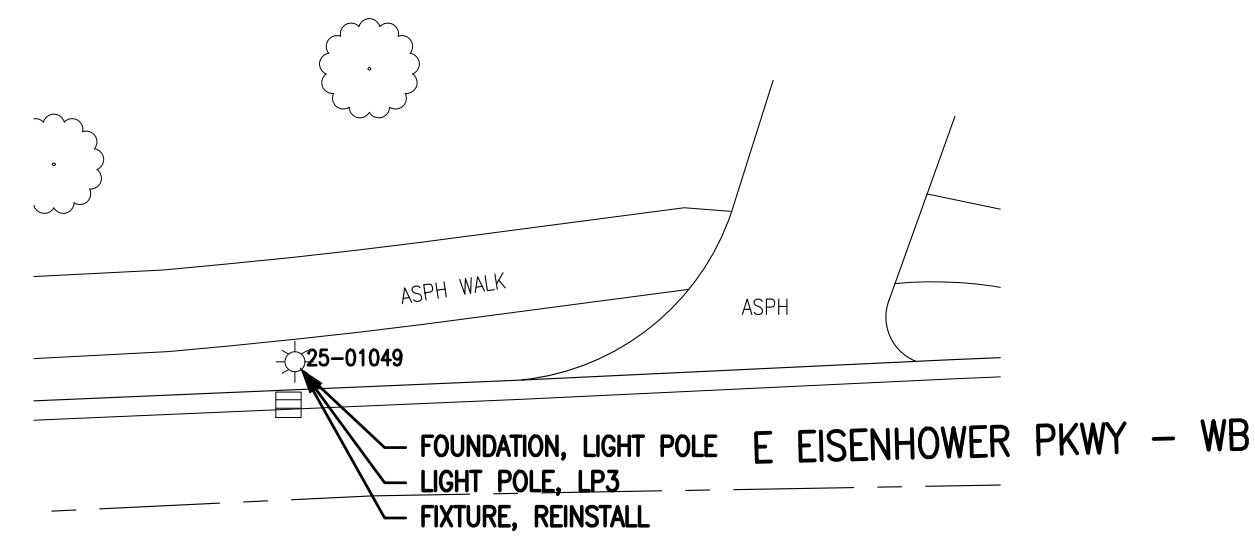 ASPH WALK
ASPH
25-01049
FOUNDATION, LIGHT POLE
E EISENHOWER PKWY - WB
LIGHT POLE, LP3
FIXTURE, REINSTALL